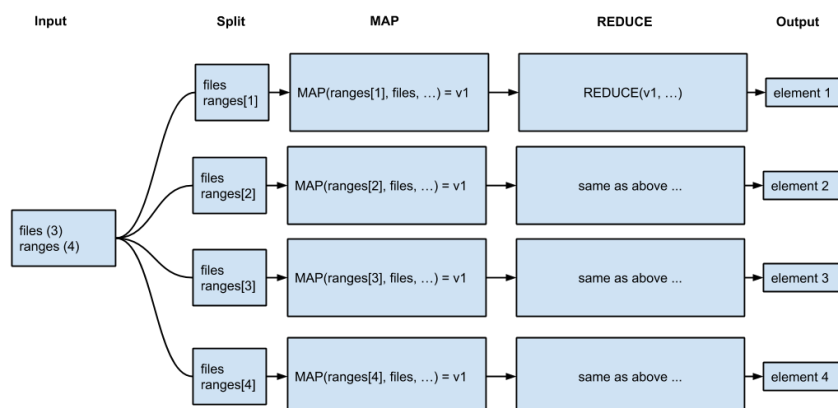 Input
Split
MAP
REDUCE
Output
files
ranges[1]
MAP(ranges[1], files, …) = v1
REDUCE(v1, …)
element 1
files
ranges[2]
MAP(ranges[2], files, …) = v1
same as above ...
element 2
files (3)
ranges (4)
files
ranges[3]
MAP(ranges[3], files, …) = v1
same as above ...
element 3
files
ranges[4]
MAP(ranges[4], files, …) = v1
same as above ...
element 4